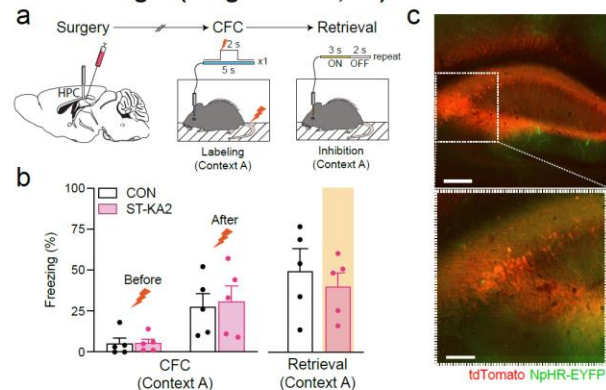 a
Surgery
CFC
Retrieval
HPC
2 s
x1
5 s
3 s 2 s
ON OFF
repeat
Labeling
(Context A)
Inhibition
(Context A)
b
100
75
50
25
0
Freezing (%)
CON
ST-KA2
Before
After
CFC
(Context A)
Retrieval
(Context A)
c
tdTomato NpHR-EYFP